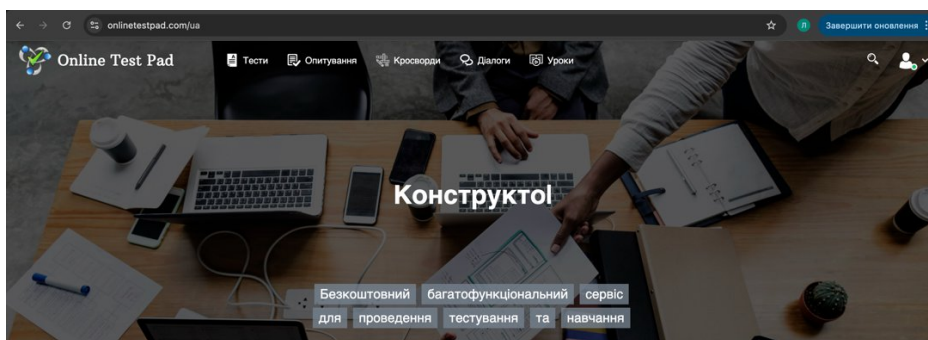 onlinetestpad.com/ua
Л
Завершити оновлення
Online Test Pad
Тести
Опитування
Кросворди
Діалоги
Уроки
Конструкто
Безкоштовний багатофункціональний сервіс
для проведення тестування та навчання